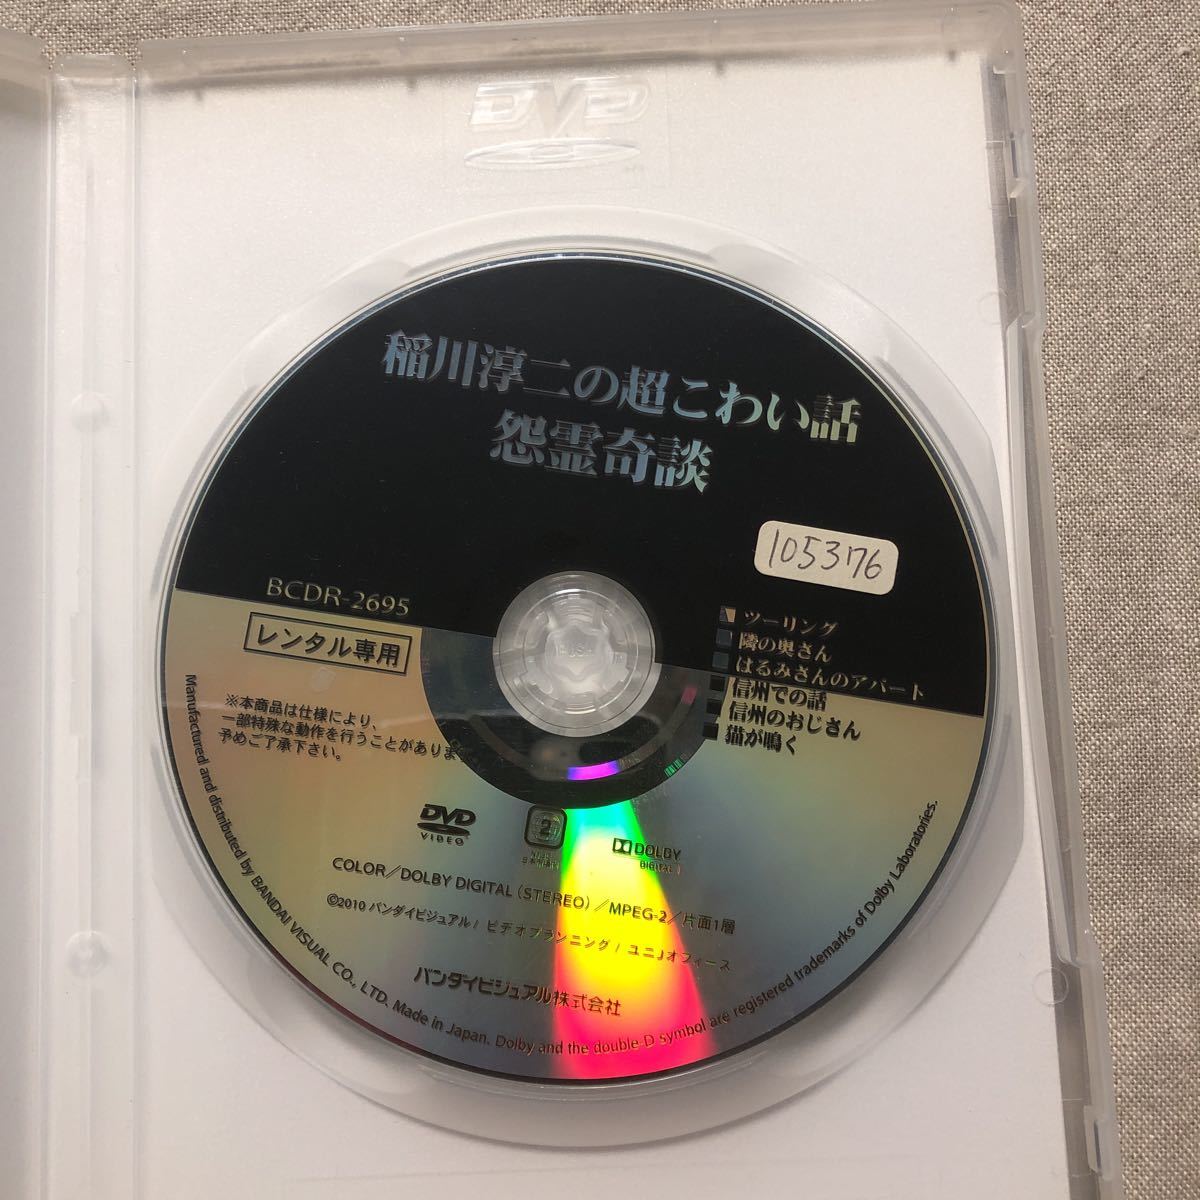 DVD
稲川淳二の超こわい話
怨霊奇談
105376
BCDR-2695
レンタル専用
※本商品は仕様により、
一部特殊な動作を行うことがありま
予めご了承下さい。
ツーリング
隣の奥さん
はるみさんのアパート
信州での話
信州のおじさん
猫が鳴く
PUSH
DVD
VIDEO
2
DOLBY
DIGITAL
COLOR/DOLBY DIGITAL (STEREO)/MPEG-2/片面1層
©2010 バンダイビジュアル/ビデオプランニング/ユニJオフィース
バンダイビジュアル株式会社
Manufactured and distributed by BANDAI VISUAL CO., LTD. Made in Japan. Dolby and the double-D symbol are registered trademarks of Dolby Laboratories.